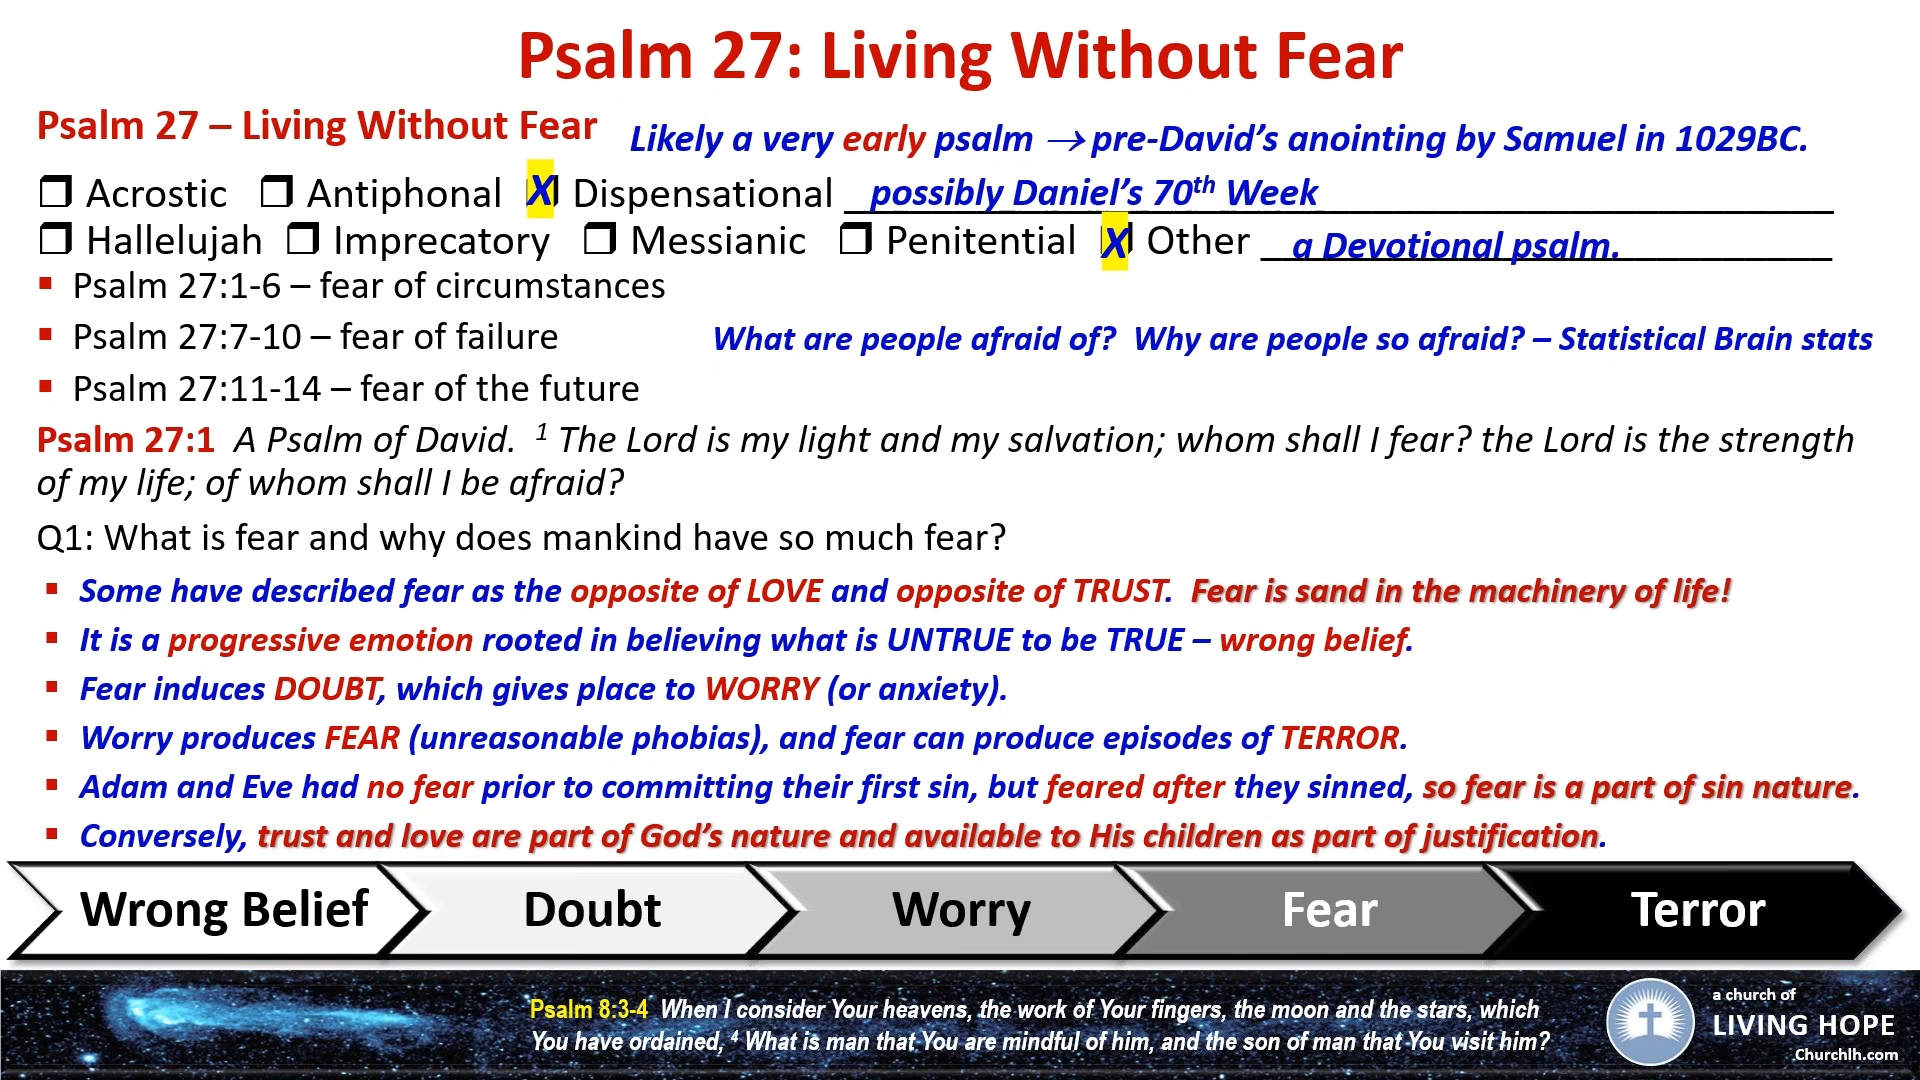 Psalm 27: Living Without Fear
Psalm 27 – Living Without Fear
Likely a very early psalm → pre-David's anointing by Samuel in 1029BC.
❒ Acrostic ❒ Antiphonal X Dispensational possibly Daniel's 70th Week
❒ Hallelujah ❒ Imprecatory ❒ Messianic ❒ Penitential X Other a Devotional psalm.
▪ Psalm 27:1-6 – fear of circumstances
▪ Psalm 27:7-10 – fear of failure
What are people afraid of? Why are people so afraid? – Statistical Brain stats
▪ Psalm 27:11-14 – fear of the future
Psalm 27:1 A Psalm of David. 1 The Lord is my light and my salvation; whom shall I fear? the Lord is the strength
of my life; of whom shall I be afraid?
Q1: What is fear and why does mankind have so much fear?
▪ Some have described fear as the opposite of LOVE and opposite of TRUST. Fear is sand in the machinery of life!
▪ It is a progressive emotion rooted in believing what is UNTRUE to be TRUE – wrong belief.
▪ Fear induces DOUBT, which gives place to WORRY (or anxiety).
▪ Worry produces FEAR (unreasonable phobias), and fear can produce episodes of TERROR.
▪ Adam and Eve had no fear prior to committing their first sin, but feared after they sinned, so fear is a part of sin nature.
▪ Conversely, trust and love are part of God's nature and available to His children as part of justification.
Wrong Belief Doubt Worry Fear Terror
Psalm 8:3-4 When I consider Your heavens, the work of Your fingers, the moon and the stars, which
You have ordained, 4 What is man that You are mindful of him, and the son of man that You visit him?
a church of
LIVING HOPE
Churchlh.com